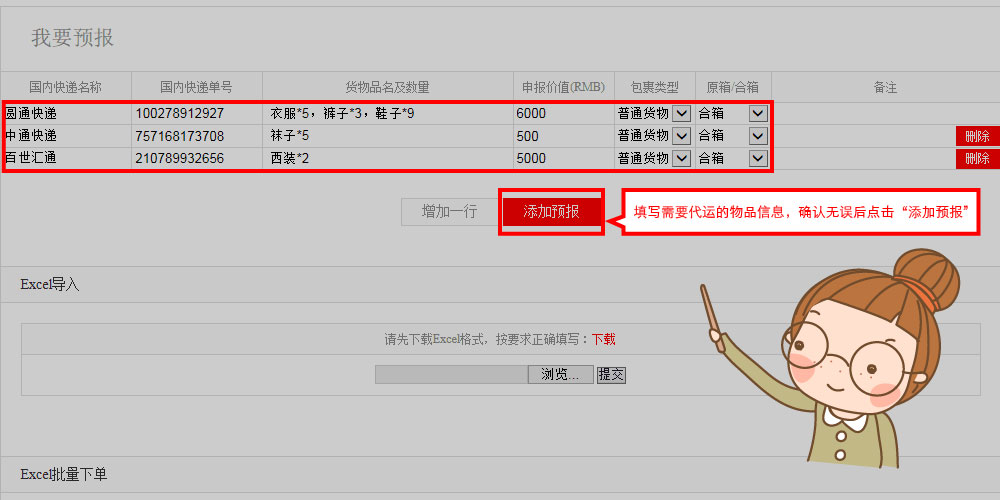 我要预报
国内快递名称 国内快递单号 货物品名及数量 申报价值(RMB) 包裹类型 原箱/合箱 备注
圆通快递 100278912927 衣服*5，裤子*3，鞋子*9 6000 普通货物 合箱
中通快递 757168173708 袜子*5 500 普通货物 合箱 删除
百世汇通 210789932656 西装*2 5000 普通货物 合箱 删除
增加一行 添加预报 填写需要代运的物品信息，确认无误后点击“添加预报”
Excel导入
请先下载Excel格式，按要求正确填写：下载
浏览... 提交
Excel批量下单